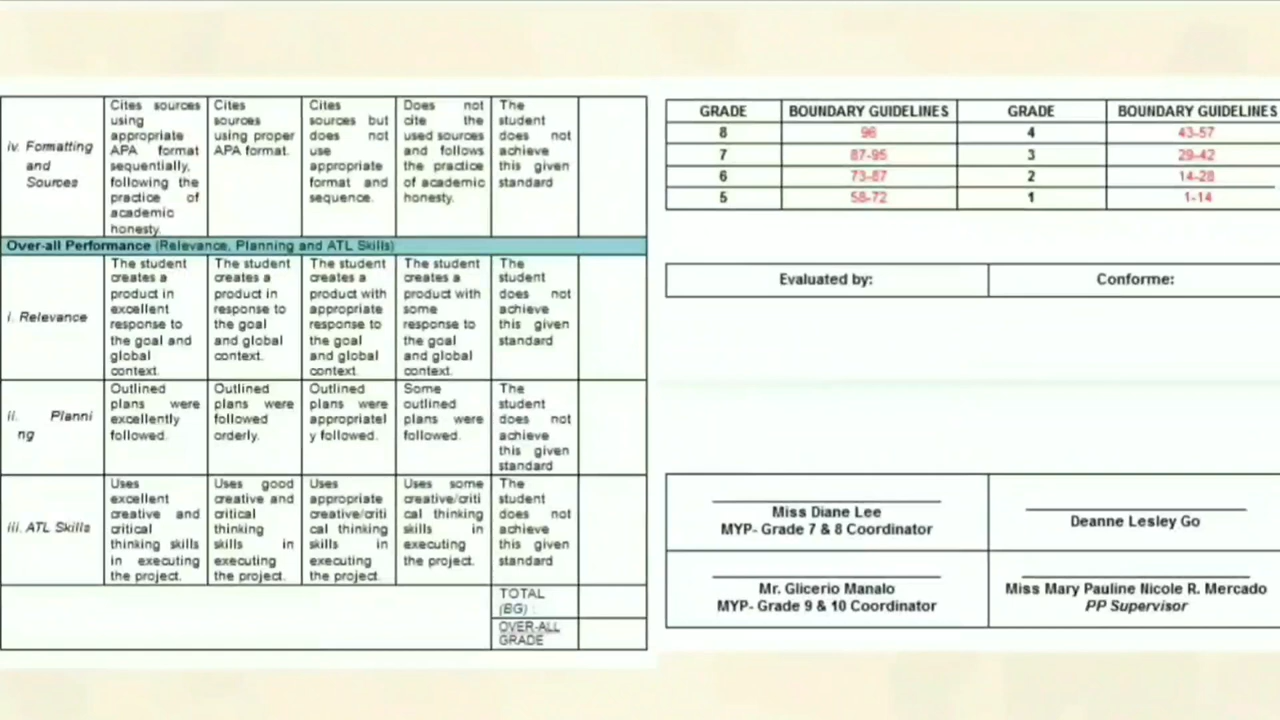 iv. Formatting
and
Sources
Cites sources
using
appropriate
APA format
sequentially,
following the
practice of
academic
honesty.
Cites
sources
using proper
APA format.
Cites
sources but
does not
use
appropriate
format and
sequence.
Does not
cite the
used sources
and follows
the practice
of academic
honesty.
The
student
does not
achieve
this given
standard
Over-all Performance (Relevance, Planning and ATL Skills)
i. Relevance
The student
creates a
product in
excellent
response to
the goal and
global
context.
The student
creates a
product in
response to
the goal
and global
context.
The student
creates a
product with
appropriate
response to
the goal
and global
context.
The student
creates a
product with
some
response to
the goal
and global
context.
The
student
does not
achieve
this given
standard
ii. Planni
ng
Outlined
plans were
excellently
followed.
Outlined
plans were
followed
orderly.
Outlined
plans were
appropriatel
y followed.
Some
outlined
plans were
followed.
The
student
does not
achieve
this given
standard
iii. ATL Skills
Uses
excellent
creative and
critical
thinking skills
in executing
the project.
Uses good
creative and
critical
thinking
skills in
executing
the project.
Uses
appropriate
creative/criti
cal thinking
skills in
executing
the project.
Uses some
creative/criti
cal thinking
skills in
executing
the project.
The
student
does not
achieve
this given
standard
TOTAL
(BG) :
OVER-ALL
GRADE
GRADE BOUNDARY GUIDELINES GRADE BOUNDARY GUIDELINES
8 96 4 43-57
7 87-95 3 29-42
6 73-87 2 14-28
5 58-72 1 1-14
Evaluated by: Conforme:
Miss Diane Lee
MYP- Grade 7 & 8 Coordinator
Deanne Lesley Go
Mr. Glicerio Manalo
MYP- Grade 9 & 10 Coordinator
Miss Mary Pauline Nicole R. Mercado
PP Supervisor